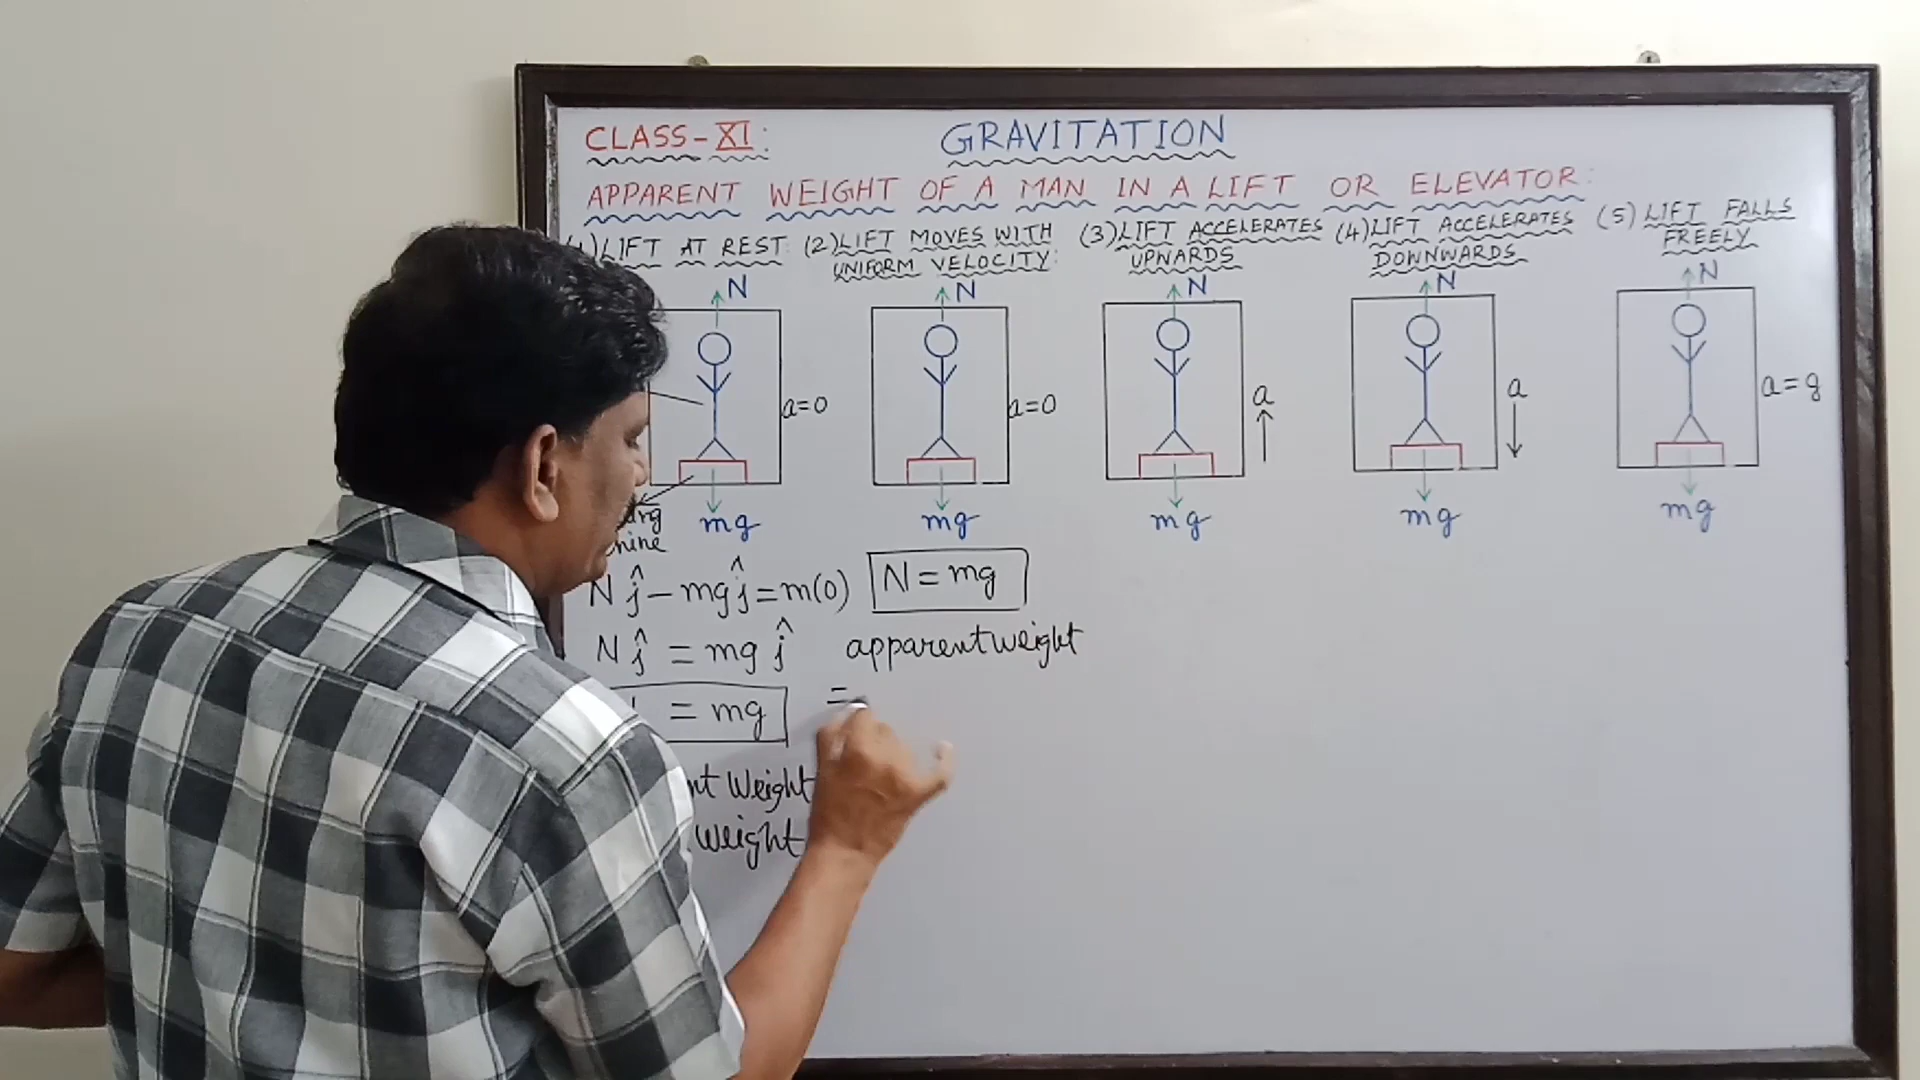 CLASS-XI: GRAVITATION
APPARENT WEIGHT OF A MAN IN A LIFT OR ELEVATOR:
(1) LIFT AT REST:
(2) LIFT MOVES WITH
UNIFORM VELOCITY:
(3) LIFT ACCELERATES
UPWARDS
(4) LIFT ACCELERATES
DOWNWARDS
(5) LIFT FALLS
FREELY
N
a=0
mg
N
a=0
mg
N
a
mg
N
a
mg
N
a=g
mg
N ĵ - mg ĵ = m(0)
N ĵ = mg ĵ
= mg
Weight
weight
N = mg
apparent weight
=